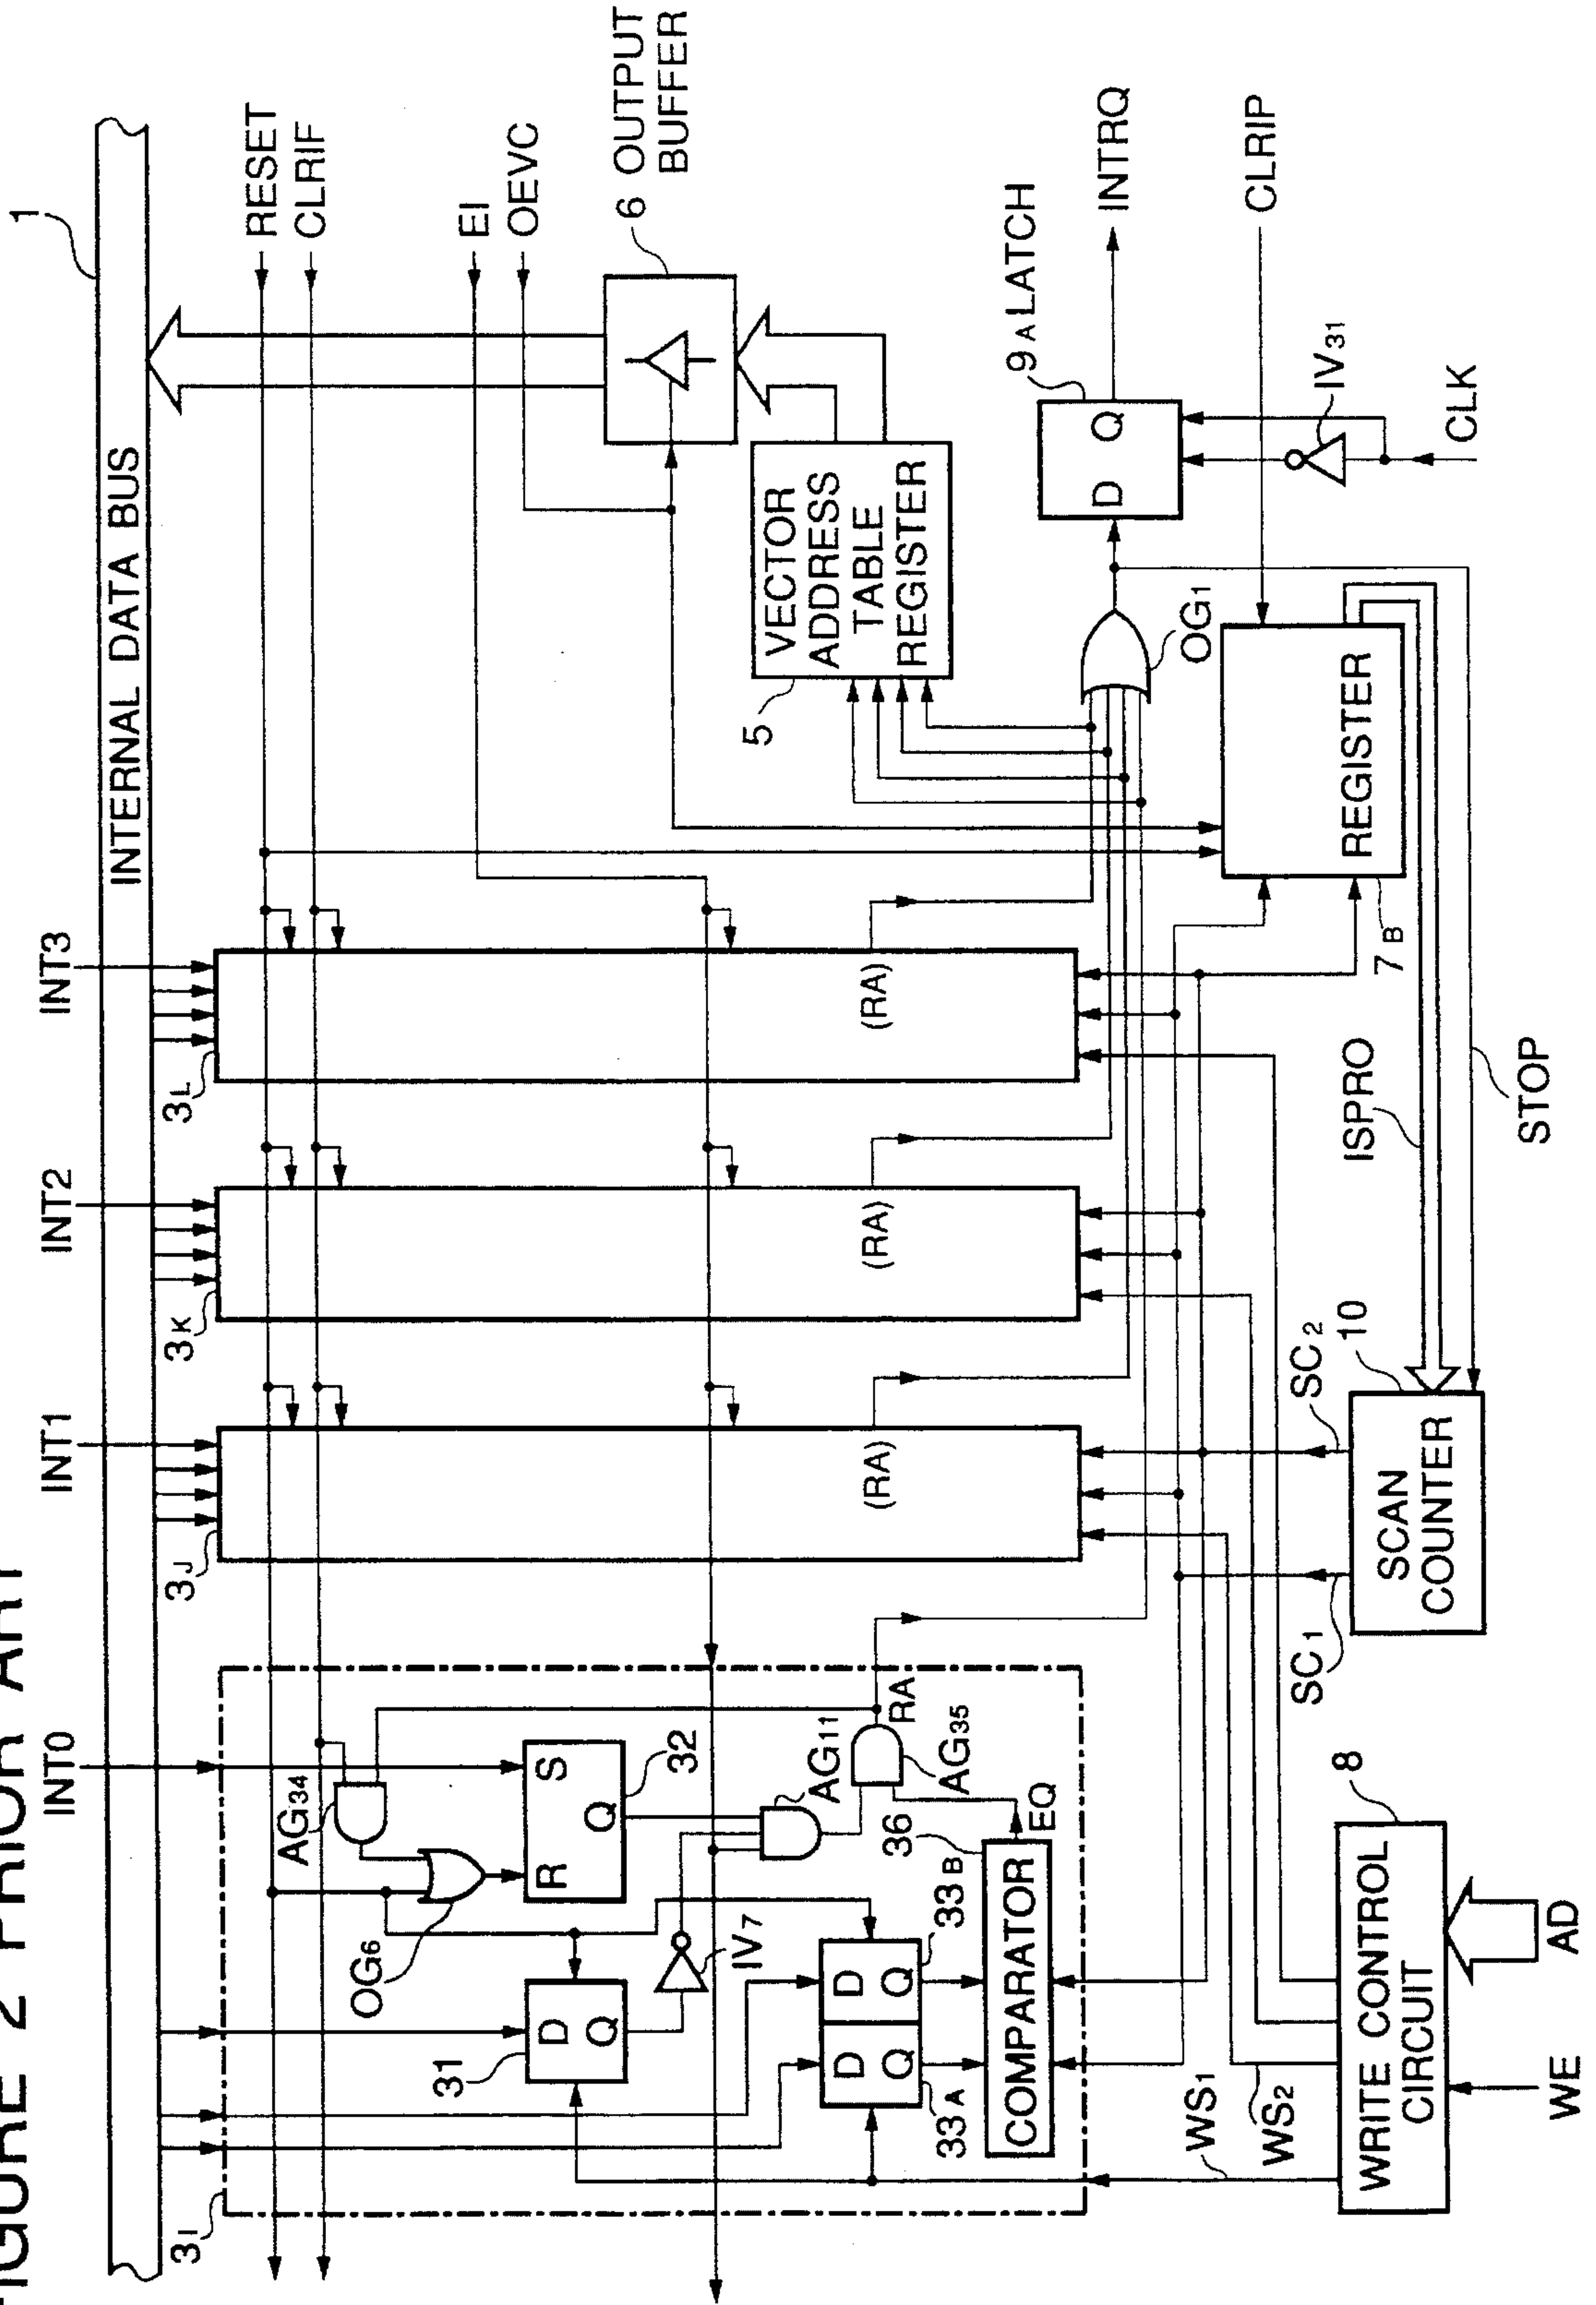 FIGURE 2 PRIOR ART
INT0
INT1
INT2
INT3
1
INTERNAL DATA BUS
RESET
CLRIF
EI
OEVC
6 OUTPUT
BUFFER
3I
3J
3K
3L
AG34
OG6
S
R
Q
32
31
D
Q
IV7
AG11
RA
AG35
(RA)
(RA)
(RA)
33A
D
Q
D
Q
33B
36
COMPARATOR
EQ
5
VECTOR
ADDRESS
TABLE
REGISTER
OG1
9A LATCH
D
Q
INTRQ
CLRIP
IV31
CLK
7B
REGISTER
ISPRO
STOP
WS1
WS2
SC1
SC2
10
SCAN
COUNTER
8
WRITE CONTROL
CIRCUIT
WE
AD